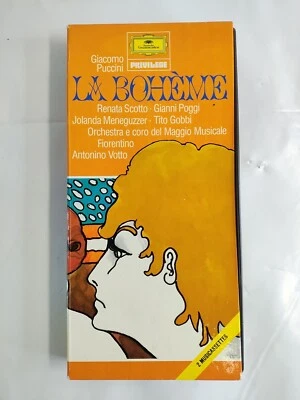 Giacomo
Puccini
PRIVILEGE
LA BOHÈME
Renata Scotto · Gianni Poggi
Jolanda Meneguzzer · Tito Gobbi
Orchestra e coro del Maggio Musicale
Fiorentino
Antonino Votto
2 MUSICASSETTES